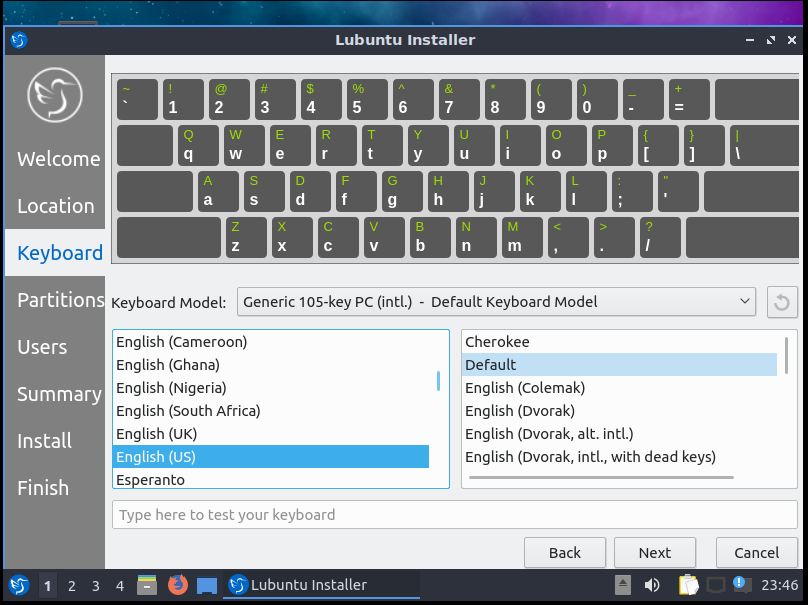 Lubuntu Installer
~ ! @ # $ % ^ & * ( ) _ +
` 1 2 3 4 5 6 7 8 9 0 - =
Q W E R T Y U I O P { } |
q w e r t y u i o p [ ] \
A S D F G H J K L : "
a s d f g h j k l ; '
Z X C V B N M < > ?
z x c v b n m , . /
Welcome
Location
Keyboard
Partitions
Users
Summary
Install
Finish
Keyboard Model: Generic 105-key PC (intl.) - Default Keyboard Model
English (Cameroon)
English (Ghana)
English (Nigeria)
English (South Africa)
English (UK)
English (US)
Esperanto
Cherokee
Default
English (Colemak)
English (Dvorak)
English (Dvorak, alt. intl.)
English (Dvorak, intl., with dead keys)
Type here to test your keyboard
Back Next Cancel
1 2 3 4 Lubuntu Installer 23:46